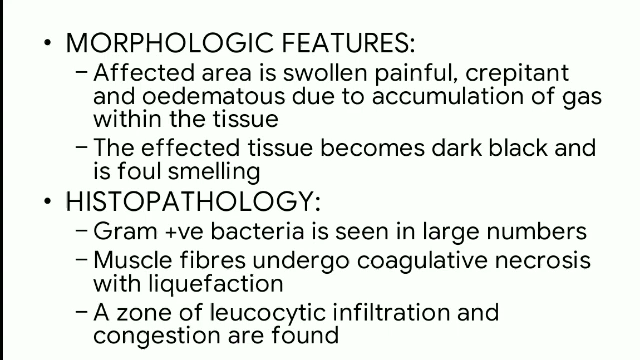 • MORPHOLOGIC FEATURES:
– Affected area is swollen painful, crepitant
and oedematous due to accumulation of gas
within the tissue
– The effected tissue becomes dark black and
is foul smelling
• HISTOPATHOLOGY:
– Gram +ve bacteria is seen in large numbers
– Muscle fibres undergo coagulative necrosis
with liquefaction
– A zone of leucocytic infiltration and
congestion are found